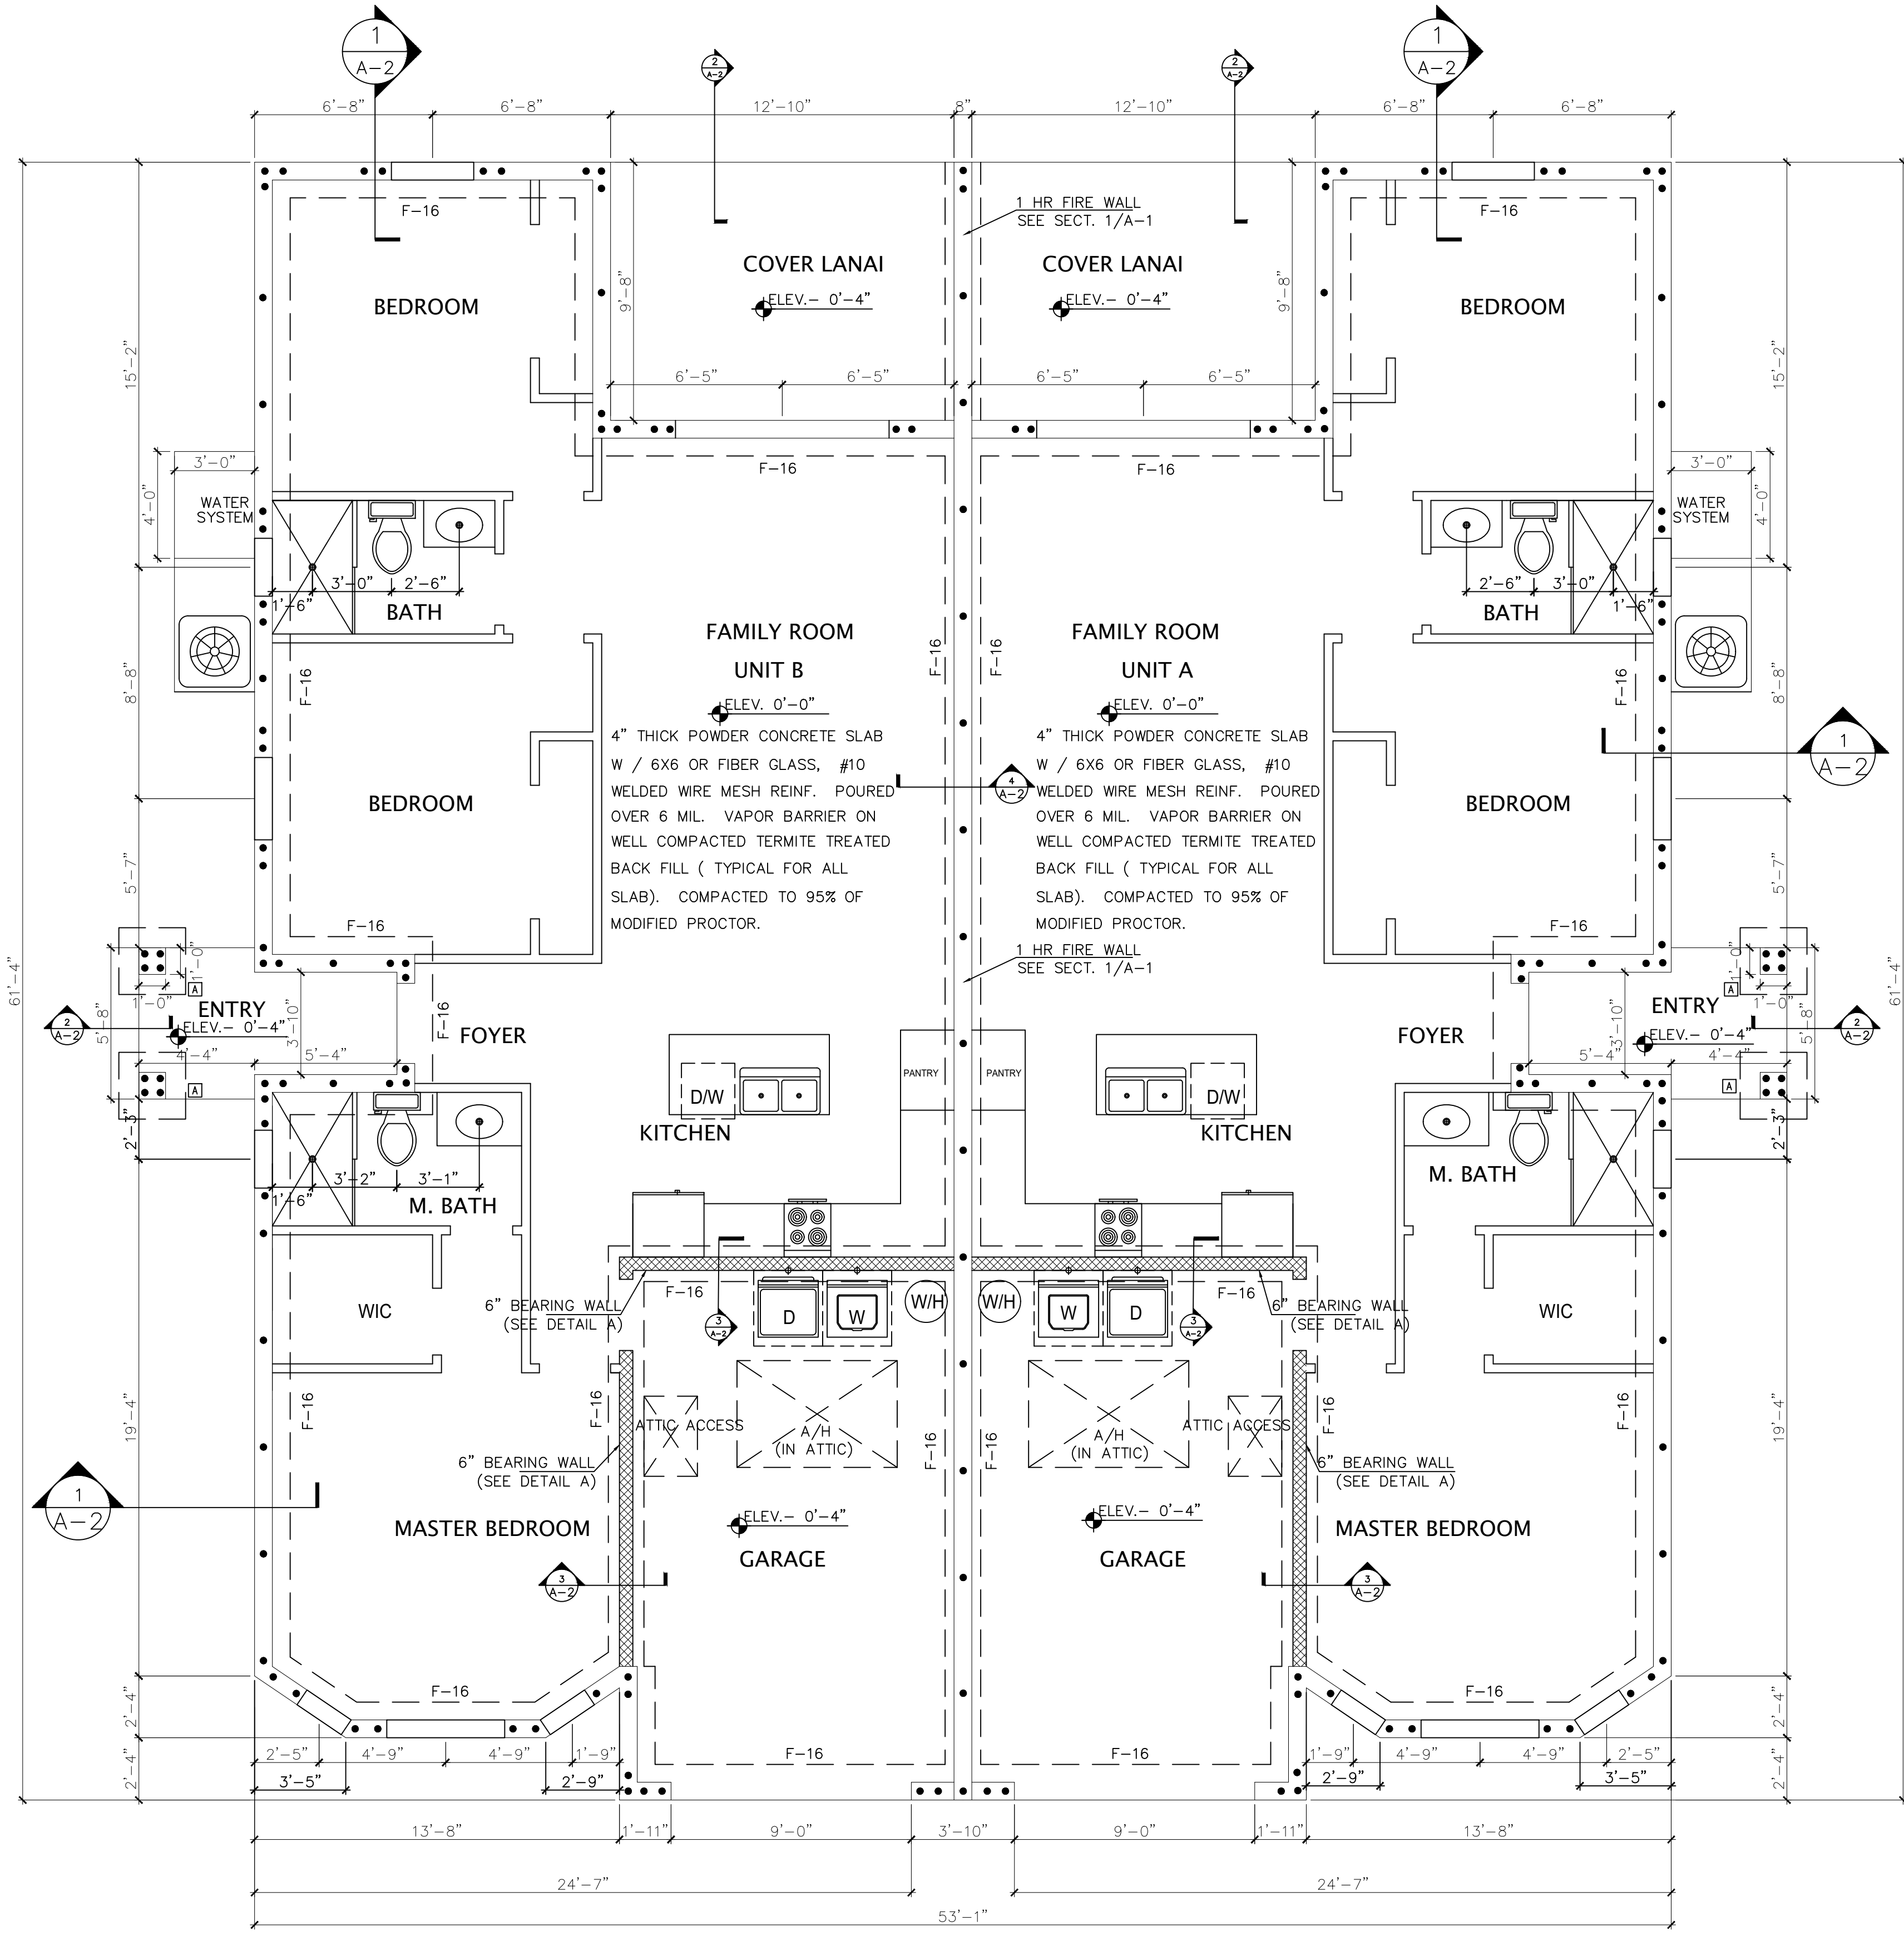 1
A-2
2
A-2
2
A-2
1
A-2
6'-8"
6'-8"
12'-10"
8"
12'-10"
6'-8"
6'-8"
F-16
F-16
1 HR FIRE WALL
SEE SECT. 1/A-1
COVER LANAI
COVER LANAI
ELEV.- 0'-4"
ELEV.- 0'-4"
9'-8"
9'-8"
BEDROOM
BEDROOM
15'-2"
15'-2"
6'-5"
6'-5"
6'-5"
6'-5"
F-16
F-16
3'-0"
3'-0"
4'-0"
4'-0"
WATER
SYSTEM
WATER
SYSTEM
3'-0"
2'-6"
1'-6"
BATH
2'-6"
3'-0"
1'-6"
BATH
FAMILY ROOM
UNIT B
FAMILY ROOM
UNIT A
F-16
F-16
F-16
F-16
8'-8"
8'-8"
ELEV. 0'-0"
ELEV. 0'-0"
4" THICK POWDER CONCRETE SLAB
W / 6X6 OR FIBER GLASS, #10
WELDED WIRE MESH REINF. POURED
OVER 6 MIL. VAPOR BARRIER ON
WELL COMPACTED TERMITE TREATED
BACK FILL ( TYPICAL FOR ALL
SLAB). COMPACTED TO 95% OF
MODIFIED PROCTOR.
4" THICK POWDER CONCRETE SLAB
W / 6X6 OR FIBER GLASS, #10
WELDED WIRE MESH REINF. POURED
OVER 6 MIL. VAPOR BARRIER ON
WELL COMPACTED TERMITE TREATED
BACK FILL ( TYPICAL FOR ALL
SLAB). COMPACTED TO 95% OF
MODIFIED PROCTOR.
4
A-2
1
A-2
BEDROOM
BEDROOM
5'-7"
5'-7"
F-16
F-16
1 HR FIRE WALL
SEE SECT. 1/A-1
61'-4"
61'-4"
1'-0"
1'-0"
A
1'-0"
1'-0"
A
ENTRY
ELEV.- 0'-4"
ENTRY
ELEV.- 0'-4"
2
A-2
2
A-2
5'-8"
5'-8"
3'-10"
3'-10"
F-16
4'-4"
5'-4"
5'-4"
4'-4"
FOYER
FOYER
A
A
PANTRY
PANTRY
D/W
D/W
KITCHEN
KITCHEN
2'-3"
2'-3"
1'-6"
3'-2"
3'-1"
M. BATH
M. BATH
WIC
WIC
6" BEARING WALL
(SEE DETAIL A)
6" BEARING WALL
(SEE DETAIL A)
F-16
F-16
D
W
W/H
W/H
W
D
3
A-2
3
A-2
19'-4"
19'-4"
F-16
F-16
F-16
F-16
F-16
F-16
ATTIC ACCESS
ATTIC ACCESS
A/H
(IN ATTIC)
A/H
(IN ATTIC)
6" BEARING WALL
(SEE DETAIL A)
6" BEARING WALL
(SEE DETAIL A)
1
A-2
ELEV.- 0'-4"
ELEV.- 0'-4"
MASTER BEDROOM
MASTER BEDROOM
GARAGE
GARAGE
3
A-2
3
A-2
F-16
F-16
2'-4"
2'-4"
2'-4"
2'-4"
F-16
F-16
2'-5"
4'-9"
4'-9"
1'-9"
1'-9"
4'-9"
4'-9"
2'-5"
3'-5"
2'-9"
2'-9"
3'-5"
13'-8"
1'-11"
9'-0"
3'-10"
9'-0"
1'-11"
13'-8"
24'-7"
24'-7"
53'-1"